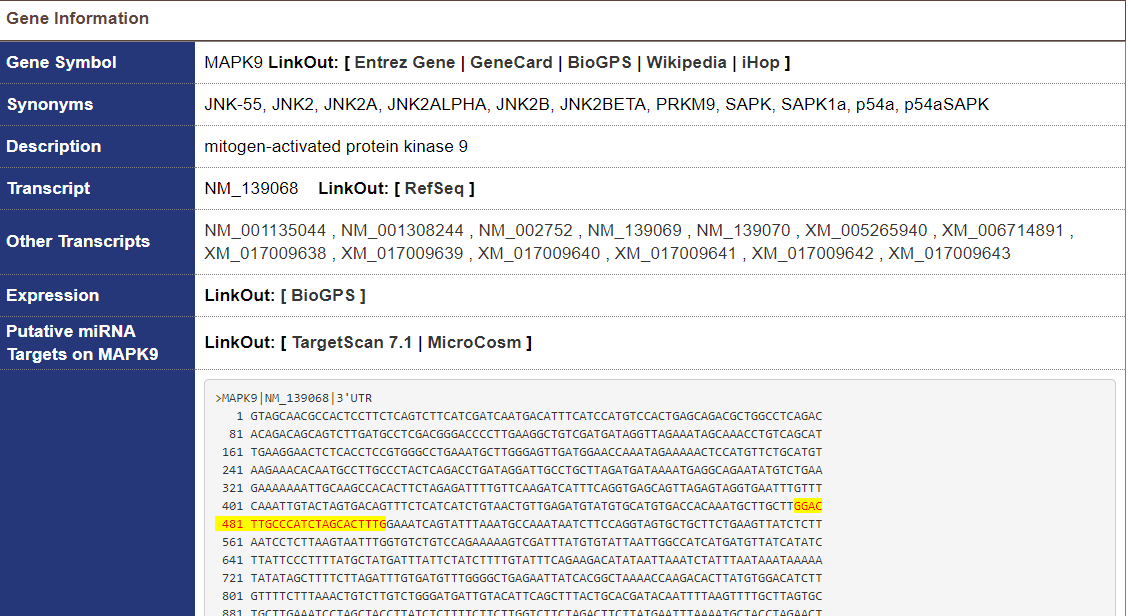 Gene Information
Gene Symbol
MAPK9 LinkOut: [ Entrez Gene | GeneCard | BioGPS | Wikipedia | iHop ]
Synonyms
JNK-55, JNK2, JNK2A, JNK2ALPHA, JNK2B, JNK2BETA, PRKM9, SAPK, SAPK1a, p54a, p54aSAPK
Description
mitogen-activated protein kinase 9
Transcript
NM_139068 LinkOut: [ RefSeq ]
Other Transcripts
NM_001135044 , NM_001308244 , NM_002752 , NM_139069 , NM_139070 , XM_005265940 , XM_006714891 ,
XM_017009638 , XM_017009639 , XM_017009640 , XM_017009641 , XM_017009642 , XM_017009643
Expression
LinkOut: [ BioGPS ]
Putative miRNA
Targets on MAPK9
LinkOut: [ TargetScan 7.1 | MicroCosm ]
>MAPK9|NM_139068|3'UTR
1 GTAGCAACGCCACTCCTTCTCAGTCTTCATCGATCAATGACATTTCATCCATGTCCACTGAGCAGACGCTGGCCTCAGAC
81 ACAGACAGCAGTCTTGATGCCTCGACGGGACCCCTTGAAGGCTGTCGATGATAGGTTAGAAATAGCAAACCTGTCAGCAT
161 TGAAGGAACTCTCACCTCCGTGGGCCTGAAATGCTTGGGAGTTGATGGAACCAAATAGAAAAACTCCATGTTCTGCATGT
241 AAGAAACACAATGCCTTGCCCTACTCAGACCTGATAGGATTGCCTGCTTAGATGATAAAATGAGGCAGAATATGTCTGAA
321 GAAAAAAATTGCAAGCCACACTTCTAGAGATTTTGTTCAAGATCATTTCAGGTGAGCAGTTAGAGTAGGTGAATTTGTTT
401 CAAATTGTACTAGTGACAGTTTCTCATCATCTGTAACTGTTGAGATGTATGTGCATGTGACCACAAATGCTTGCTTGGAC
481 TTGCCCATCTAGCACTTTGGAAATCAGTATTTAAATGCCAAATAATCTTCCAGGTAGTGCTGCTTCTGAAGTTATCTCTT
561 AATCCTCTTAAGTAATTTGGTGTCTGTCCAGAAAAAGTCGATTTATGTGTATTAATTGGCCATCATGATGTTATCATATC
641 TTATTCCCTTTTATGCTATGATTTATTCTATCTTTTGTATTTCAGAAGACATATAATTAAATCTATTTAATAAATAAAAA
721 TATATAGCTTTTCTTAGATTTGTGATGTTTGGGGCTGAGAATTATCACGGCTAAAACCAAGACACTTATGTGGACATCTT
801 GTTTTCTTTAAACTGTCTTGTCTGGGATGATTGTACATTCAGCTTTACTGCACGATACAATTTTAAGTTTTGCTTAGTGC
881 TGCTTGAAATCCTAGCTACCTTATCTCTTTTCTTCTTGGTCTTCTAGACTTCTATGAATTTAAAATGCTACCTAGAACT